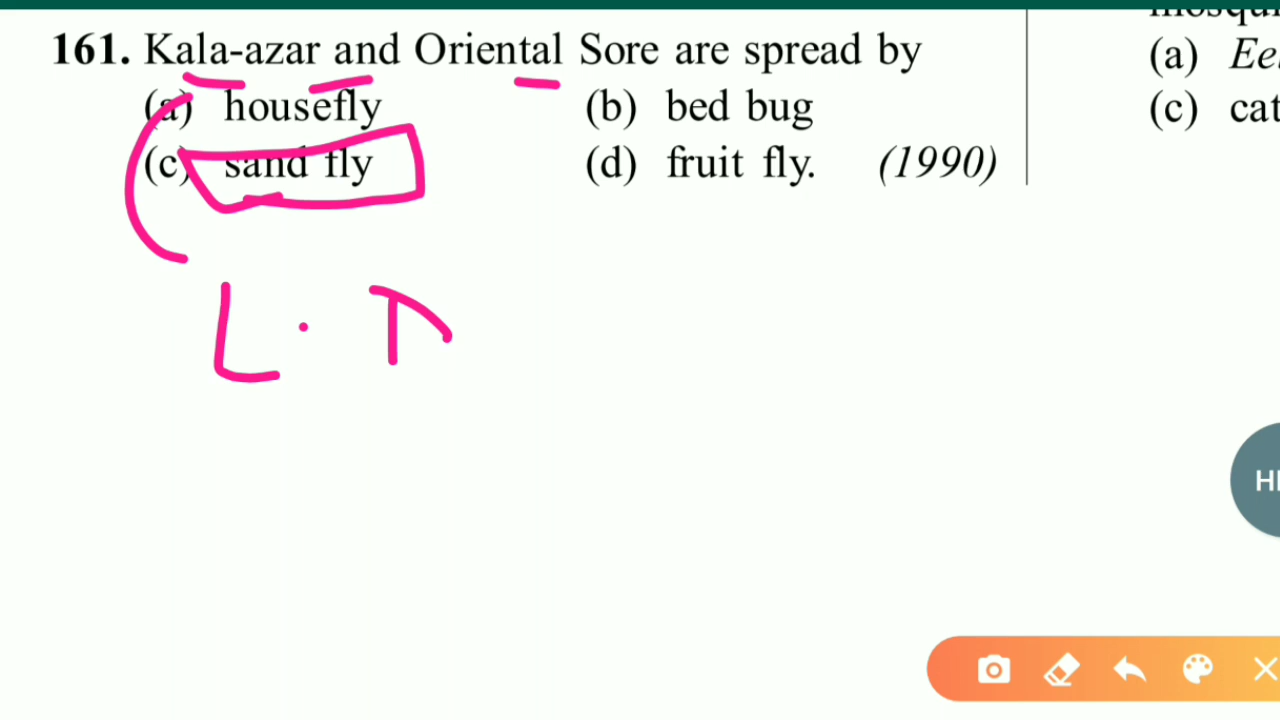 161. Kala-azar and Oriental Sore are spread by
(a) housefly (b) bed bug
(c) sand fly (d) fruit fly. (1990)
(a)
(c)
L.